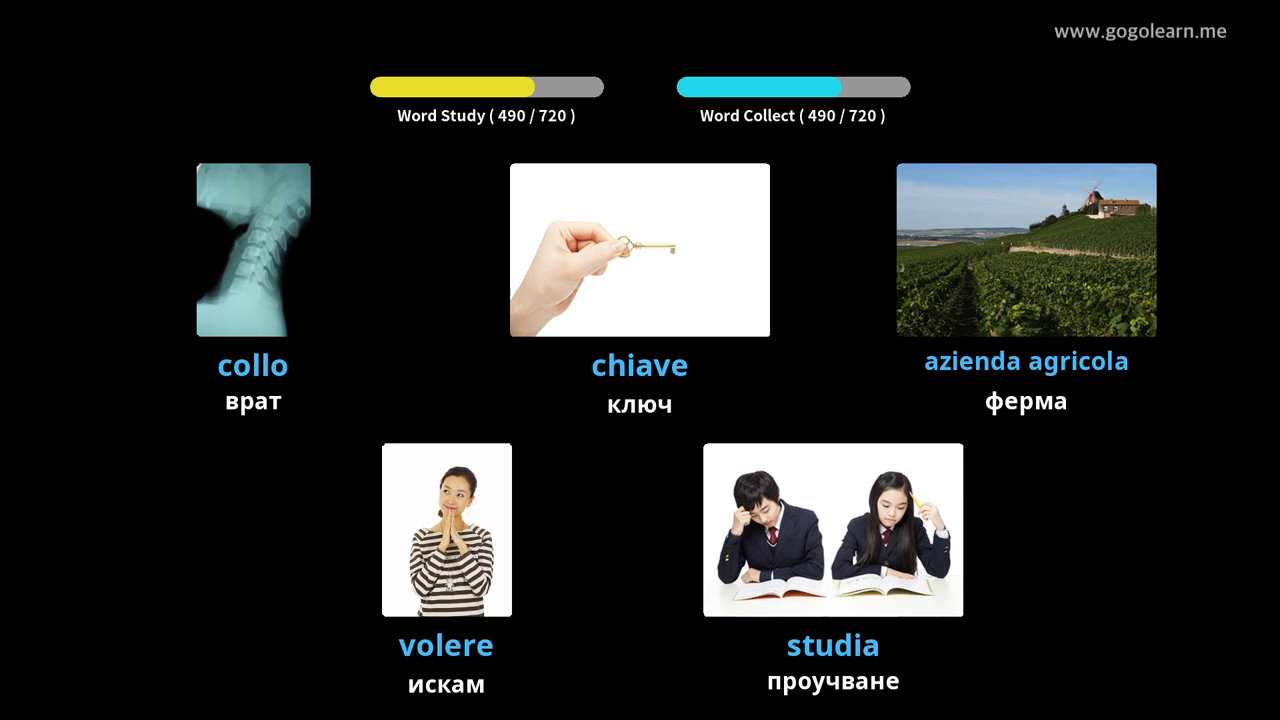 www.gogolearn.me
Word Study ( 490 / 720 )
Word Collect ( 490 / 720 )
collo
врат
chiave
ключ
azienda agricola
ферма
volere
искам
studia
проучване